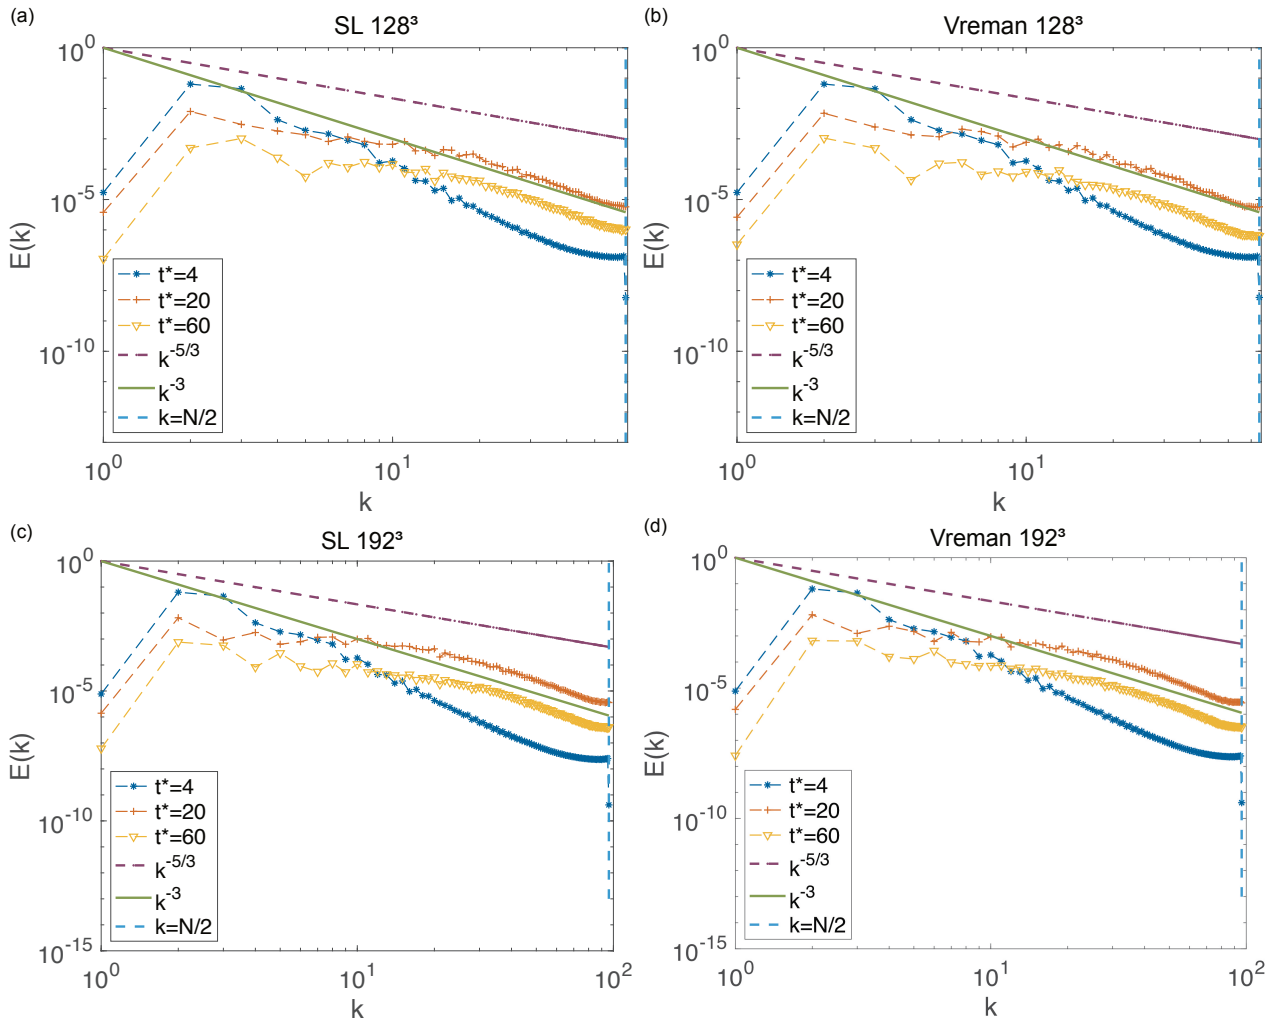 (a)
SL 128³
10⁰
10⁻⁵
10⁻¹⁰
E(k)
t*=4
t*=20
t*=60
k⁻⁵/³
k⁻³
k=N/2
10⁰
10¹
k
(b)
Vreman 128³
10⁰
10⁻⁵
10⁻¹⁰
E(k)
t*=4
t*=20
t*=60
k⁻⁵/³
k⁻³
k=N/2
10⁰
10¹
k
(c)
SL 192³
10⁰
10⁻⁵
10⁻¹⁰
10⁻¹⁵
E(k)
t*=4
t*=20
t*=60
k⁻⁵/³
k⁻³
k=N/2
10⁰
10¹
10²
k
(d)
Vreman 192³
10⁰
10⁻⁵
10⁻¹⁰
10⁻¹⁵
E(k)
t*=4
t*=20
t*=60
k⁻⁵/³
k⁻³
k=N/2
10⁰
10¹
10²
k